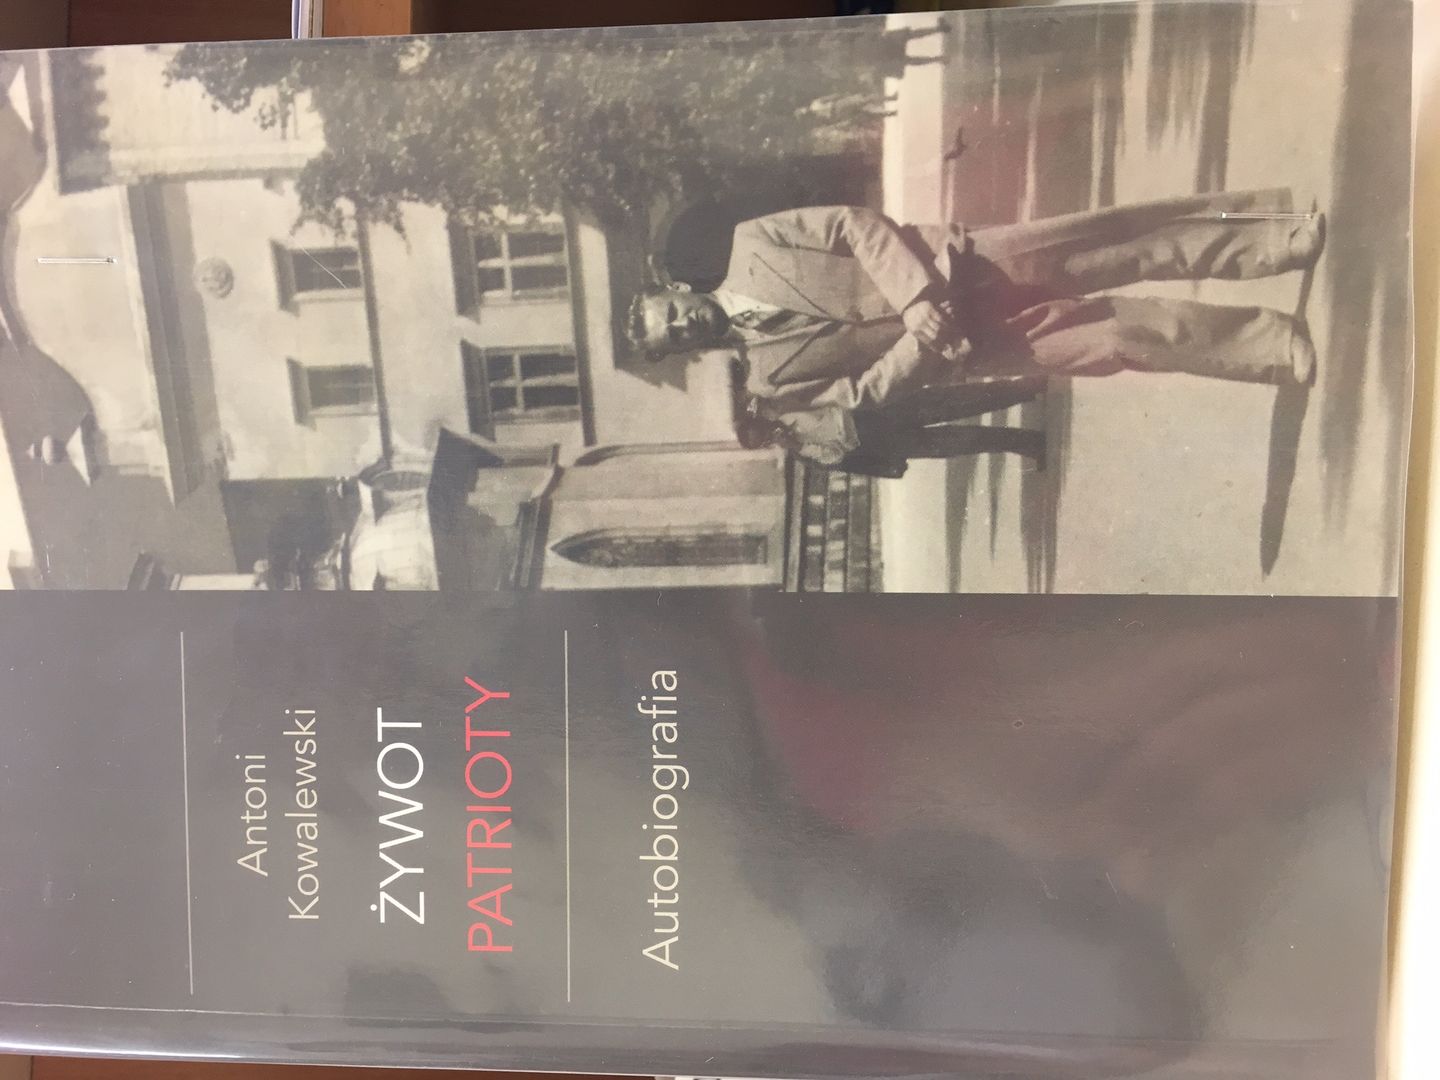 Antoni
Kowalewski
ŻYWOT
PATRIOTY
Autobiografia